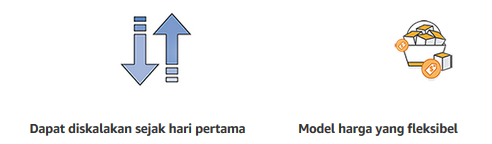 Dapat diskalakan sejak hari pertama
Model harga yang fleksibel